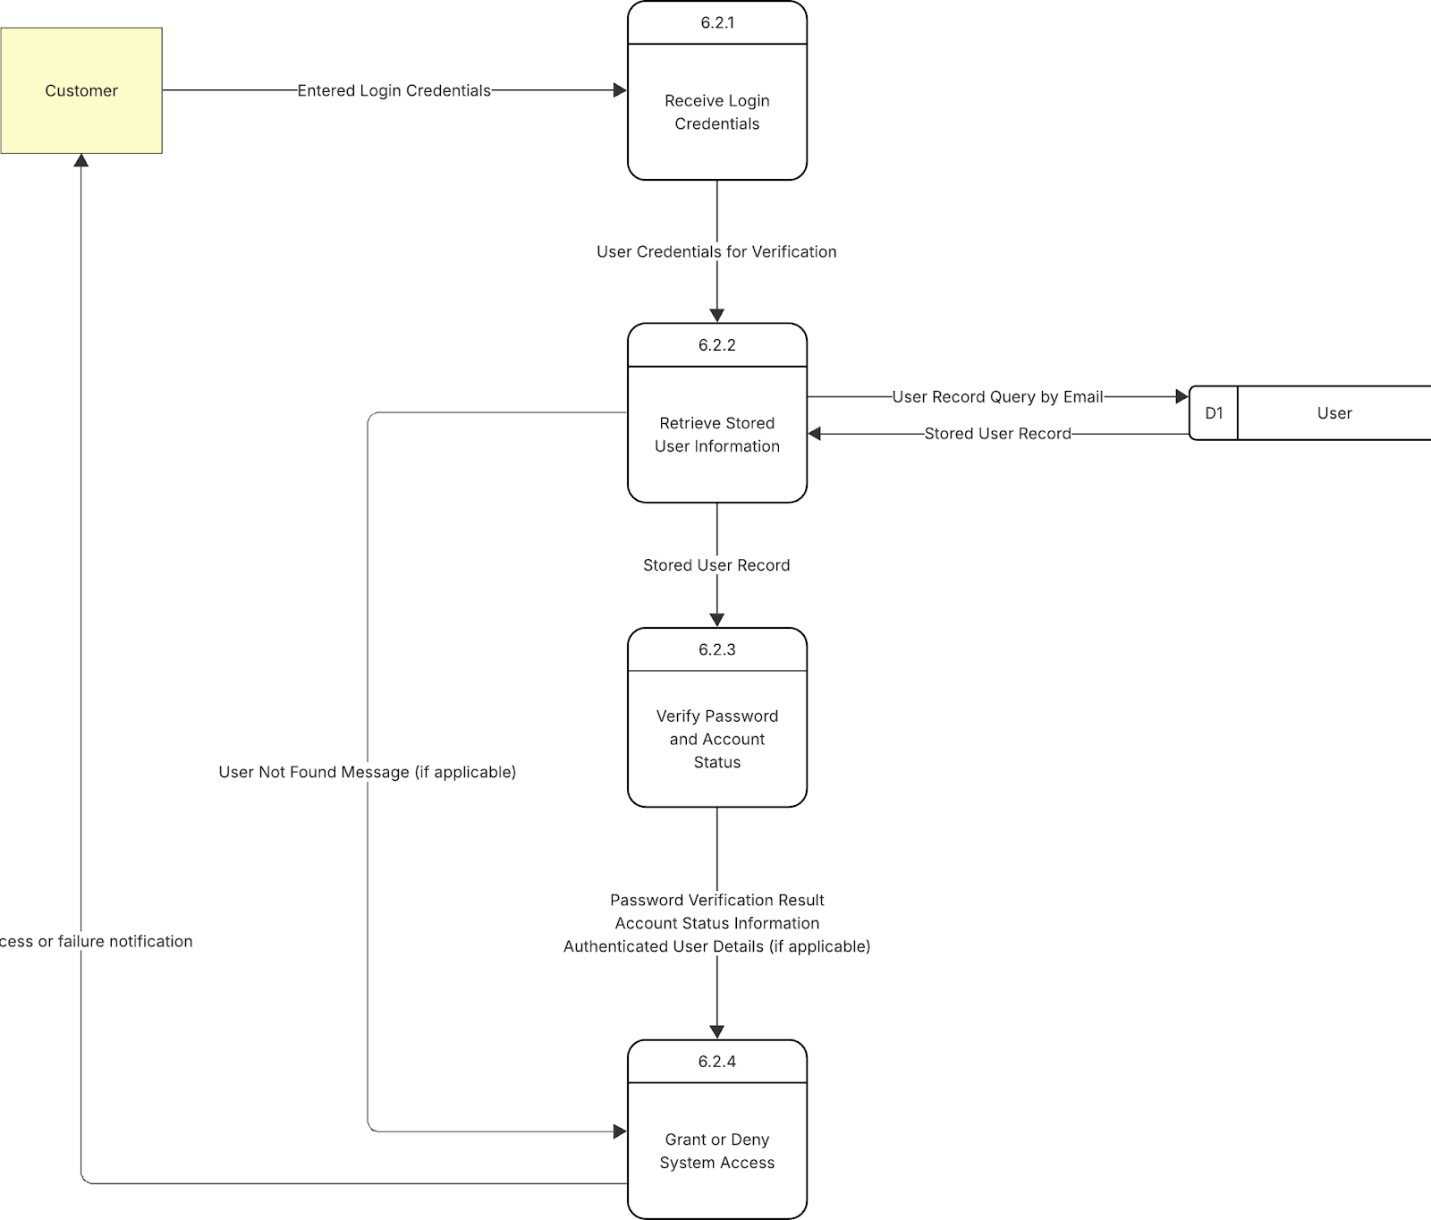 6.2.1
Customer
Entered Login Credentials
Receive Login
Credentials
User Credentials for Verification
6.2.2
User Record Query by Email
D1
User
Retrieve Stored
User Information
Stored User Record
Stored User Record
6.2.3
Verify Password
and Account
Status
User Not Found Message (if applicable)
Password Verification Result
Account Status Information
Authenticated User Details (if applicable)
cess or failure notification
6.2.4
Grant or Deny
System Access